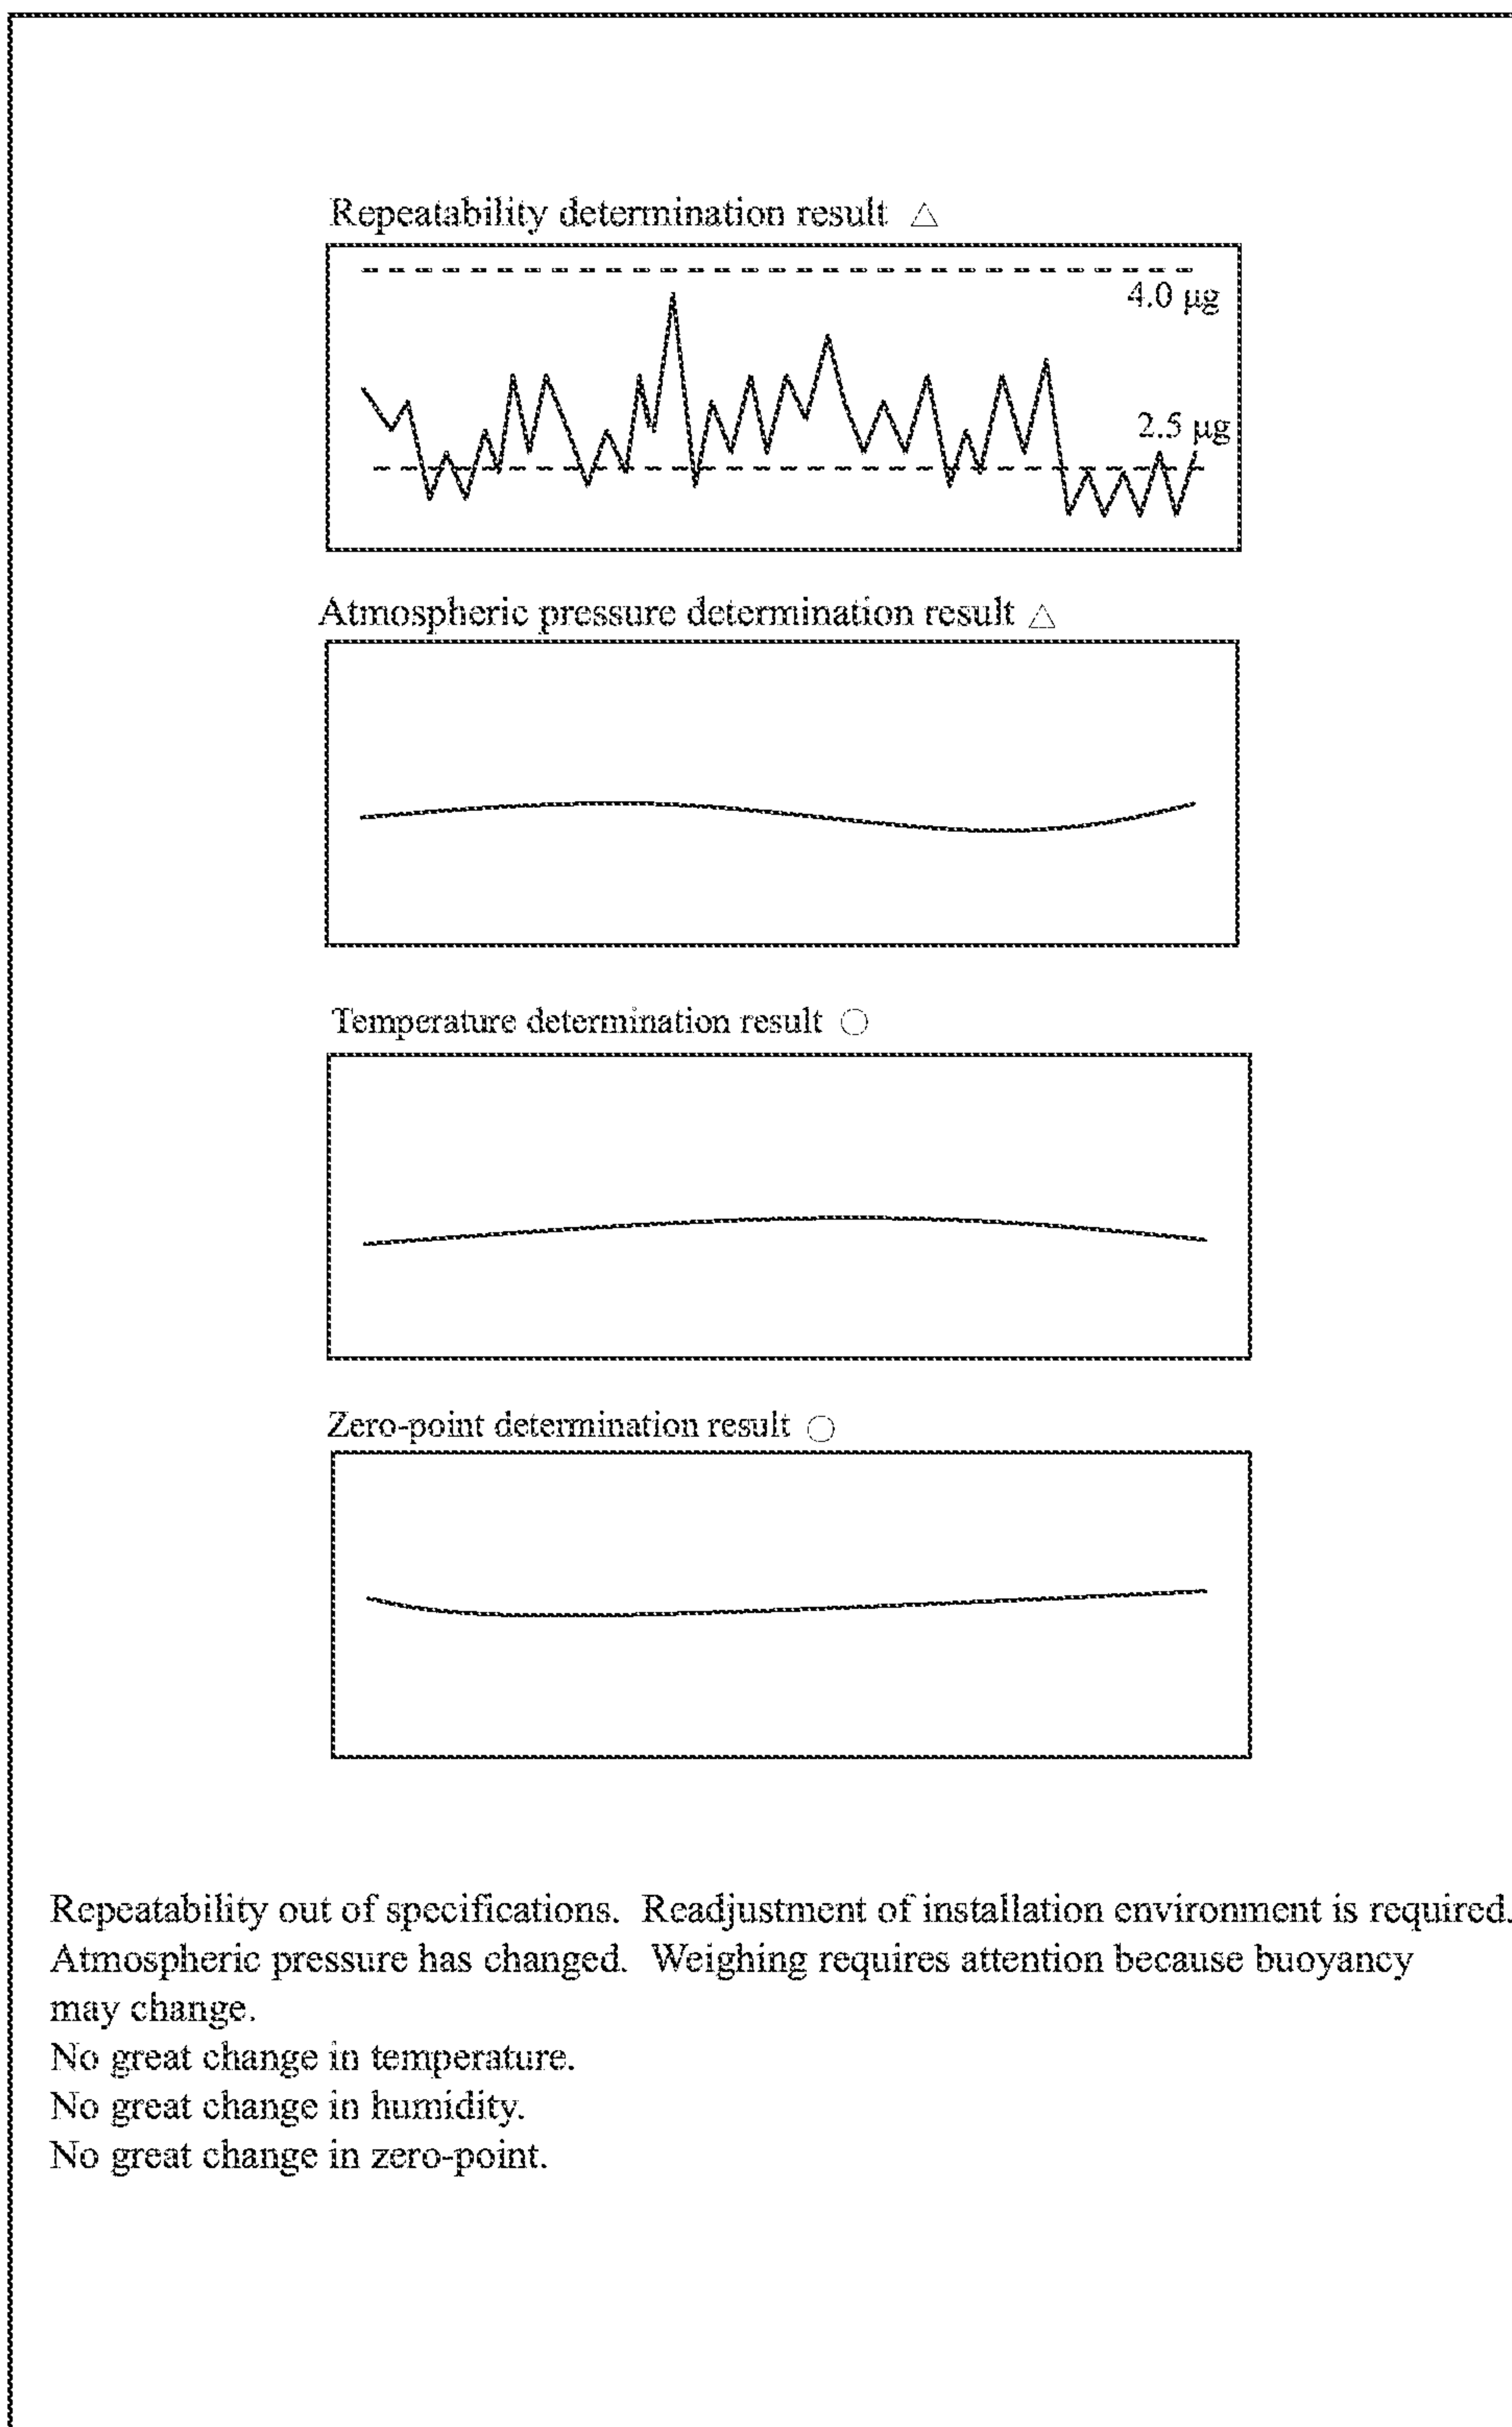 Repeatability determination result △
4.0 μg
2.5 μg
Atmospheric pressure determination result △
Temperature determination result ○
Zero-point determination result ○
Repeatability out of specifications. Readjustment of installation environment is required.
Atmospheric pressure has changed. Weighing requires attention because buoyancy
may change.
No great change in temperature.
No great change in humidity.
No great change in zero-point.